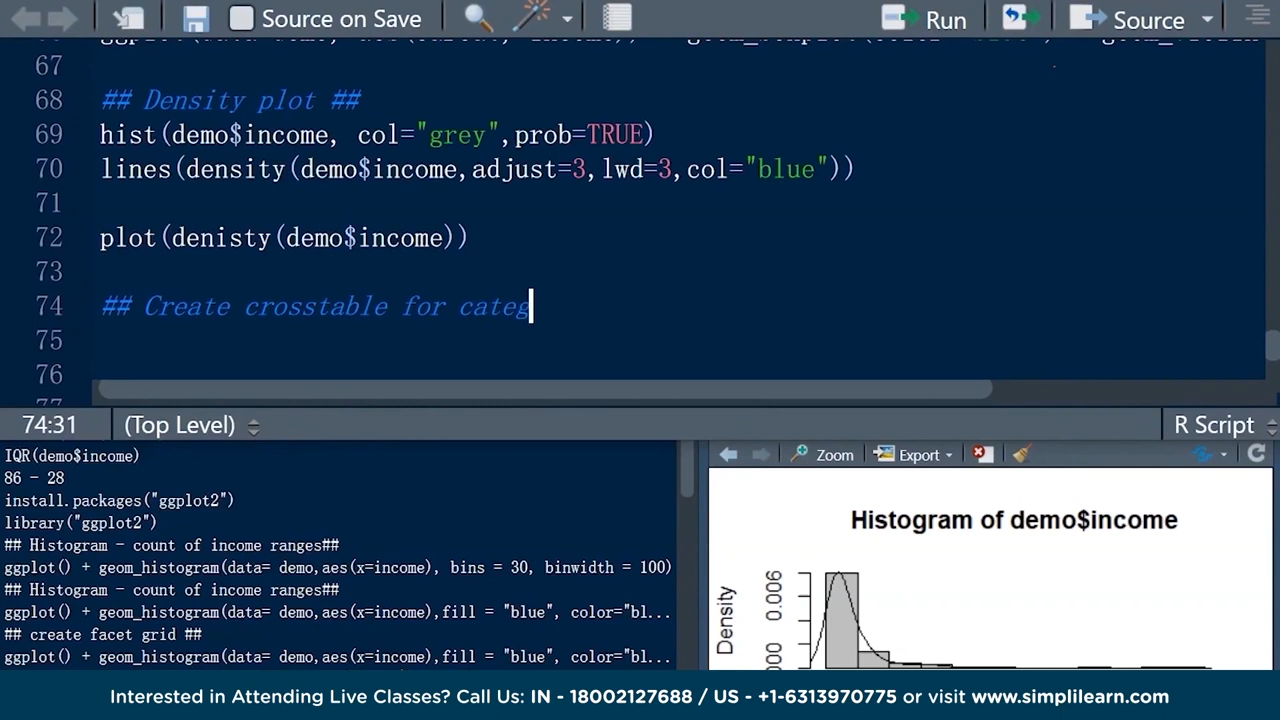 Source on Save Run Source
67
68 ## Density plot ##
69 hist(demo$income, col="grey",prob=TRUE)
70 lines(density(demo$income,adjust=3,lwd=3,col="blue"))
71
72 plot(denisty(demo$income))
73
74 ## Create crosstable for categ
75
76
74:31 (Top Level) R Script
IQR(demo$income)
86 - 28
install.packages("ggplot2")
library("ggplot2")
## Histogram - count of income ranges##
ggplot() + geom_histogram(data= demo,aes(x=income), bins = 30, binwidth = 100)
## Histogram - count of income ranges##
ggplot() + geom_histogram(data= demo,aes(x=income),fill = "blue", color="bl...
## create facet grid ##
ggplot() + geom_histogram(data= demo,aes(x=income),fill = "blue", color="bl...
Zoom Export
Histogram of demo$income
Density
0.006
Interested in Attending Live Classes? Call Us: IN - 18002127688 / US - +1-6313970775 or visit www.simplilearn.com